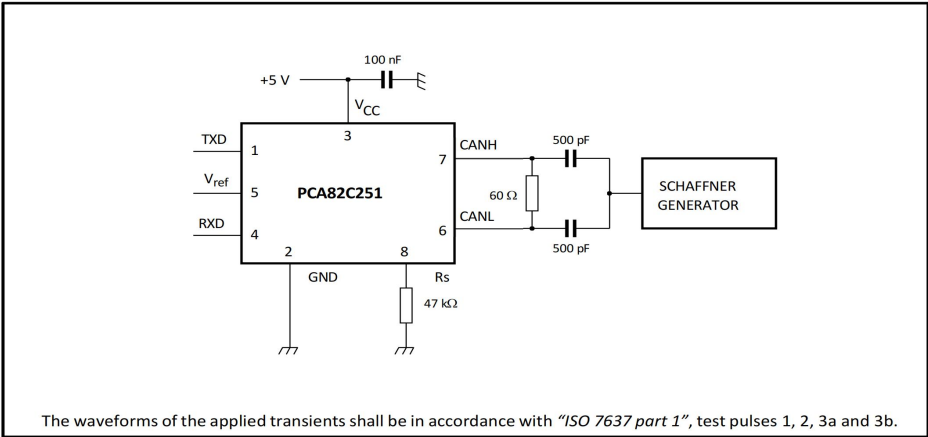 100 nF
+5 V
VCC
3
TXD
1
CANH
7
500 pF
Vref
5
PCA82C251
60 Ω
SCHAFFNER
GENERATOR
RXD
4
CANL
6
500 pF
2
8
GND
Rs
47 kΩ
The waveforms of the applied transients shall be in accordance with “ISO 7637 part 1”, test pulses 1, 2, 3a and 3b.